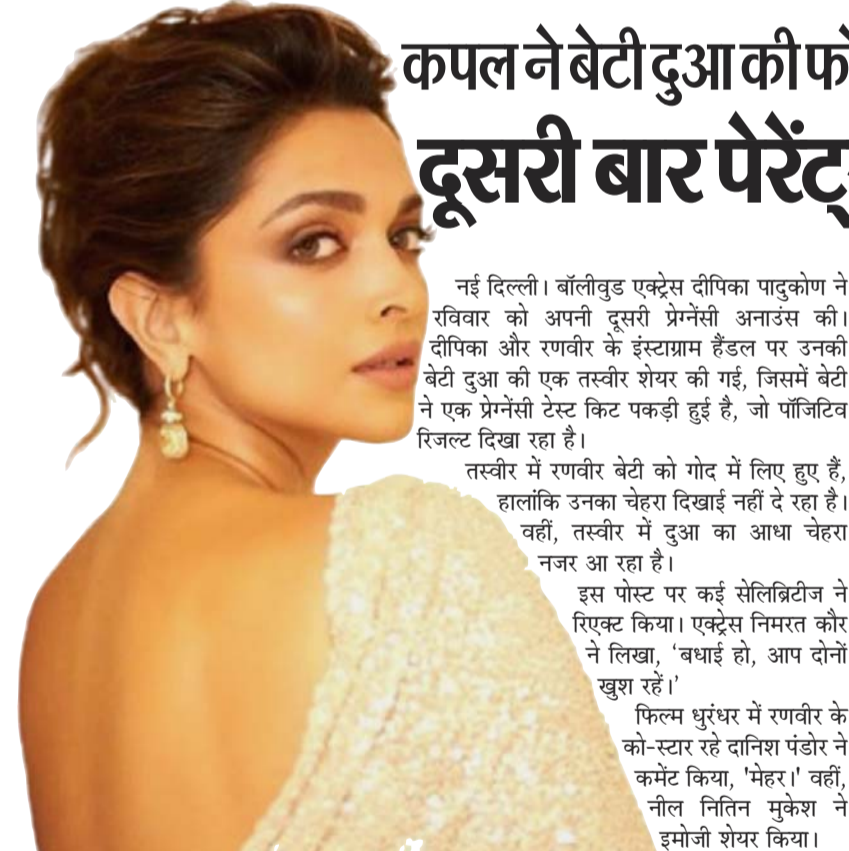 कपल ने बेटी दुआ की
दूसरी बार
नई दिल्ली। बॉलीवुड एक्ट्रेस दीपिका पादुकोण ने
रविवार को अपनी दूसरी प्रेग्नेंसी अनाउंस की।
दीपिका और रणवीर के इंस्टाग्राम हैंडल पर उनकी
बेटी दुआ की एक तस्वीर शेयर की गई, जिसमें बेटी
ने एक प्रेग्नेंसी टेस्ट किट पकड़ी हुई है, जो पॉजिटिव
रिजल्ट दिखा रहा है।
तस्वीर में रणवीर बेटी को गोद में लिए हुए हैं,
हालांकि उनका चेहरा दिखाई नहीं दे रहा है।
वहीं, तस्वीर में दुआ का आधा चेहरा
नजर आ रहा है।
इस पोस्ट पर कई सेलिब्रिटीज ने
रिएक्ट किया। एक्ट्रेस निमरत कौर
ने लिखा, ‘बधाई हो, आप दोनों
खुश रहें।’
फिल्म धुरंधर में रणवीर के
को-स्टार रहे दानिश पंडोर ने
कमेंट किया, 'मेहर।' वहीं,
नील नितिन मुकेश ने
इमोजी शेयर किया।